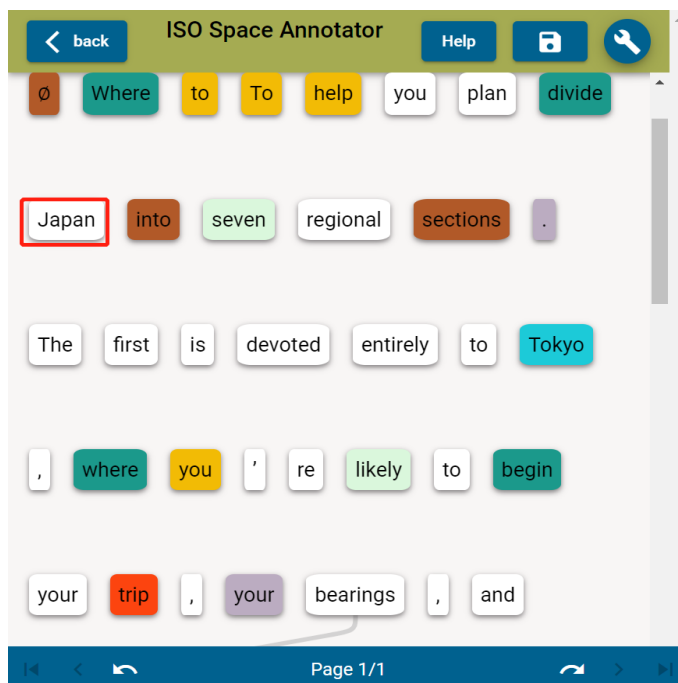 back ISO Space Annotator Help
Ø Where to To help you plan divide
Japan into seven regional sections .
The first is devoted entirely to Tokyo
, where you ’ re likely to begin
your trip , your bearings , and
Page 1/1